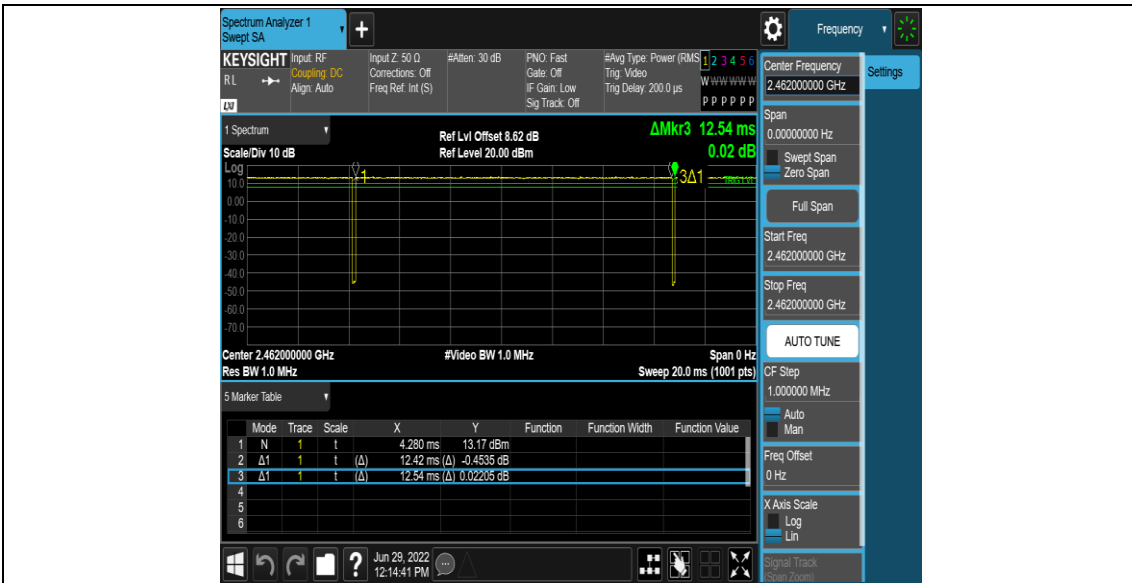 Spectrum Analyzer 1
Swept SA
Frequency
KEYSIGHT
RL
LXI
Input: RF
Coupling: DC
Align: Auto
Input Z: 50 Ω
Corrections: Off
Freq Ref: Int (S)
#Atten: 30 dB
PNO: Fast
Gate: Off
IF Gain: Low
Sig Track: Off
#Avg Type: Power (RMS
Trig: Video
Trig Delay: 200.0 µs
1 2 3 4 5 6
W W W W W W
P P P P P P
1 Spectrum
Scale/Div 10 dB
Ref Lvl Offset 8.62 dB
Ref Level 20.00 dBm
ΔMkr3 12.54 ms
0.02 dB
Log
10.0
0.00
-10.0
-20.0
-30.0
-40.0
-50.0
-60.0
-70.0
1
3Δ1
TRIG LVL
Center 2.462000000 GHz
Res BW 1.0 MHz
#Video BW 1.0 MHz
Span 0 Hz
Sweep 20.0 ms (1001 pts)
5 Marker Table
Mode Trace Scale X Y Function Function Width Function Value
1 N 1 t 4.280 ms 13.17 dBm
2 Δ1 1 t (Δ) 12.42 ms (Δ) -0.4535 dB
3 Δ1 1 t (Δ) 12.54 ms (Δ) 0.02205 dB
4
5
6
?
Jun 29, 2022
12:14:41 PM
Center Frequency
2.462000000 GHz
Settings
Span
0.00000000 Hz
Swept Span
Zero Span
Full Span
Start Freq
2.462000000 GHz
Stop Freq
2.462000000 GHz
AUTO TUNE
CF Step
1.000000 MHz
Auto
Man
Freq Offset
0 Hz
X Axis Scale
Log
Lin
Signal Track
(Span Zoom)